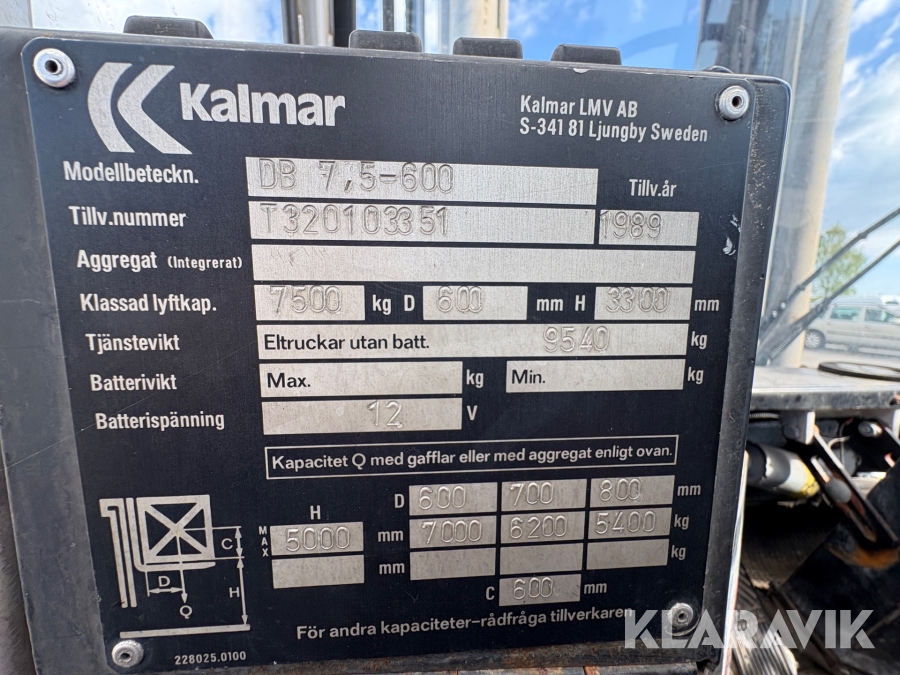 Kalmar
Kalmar LMV AB
S-341 81 Ljungby Sweden
Modellbeteckn. DB 7,5-600 Tillv.år
Tillv.nummer T320103351 1989
Aggregat (Integrerat)
Klassad lyftkap. 7500 kg D 600 mm H 3300 mm
Tjänstevikt Eltruckar utan batt. 9540 kg
Batterivikt Max. kg Min. kg
Batterispänning 12 V
Kapacitet Q med gafflar eller med aggregat enligt ovan.
H D 600 700 800 mm
MAX 5000 mm 7000 6200 5400 kg
mm kg
C 600 mm
C
D
H
Q
För andra kapaciteter-rådfråga tillverkaren
228025.0100
KLARAVIK